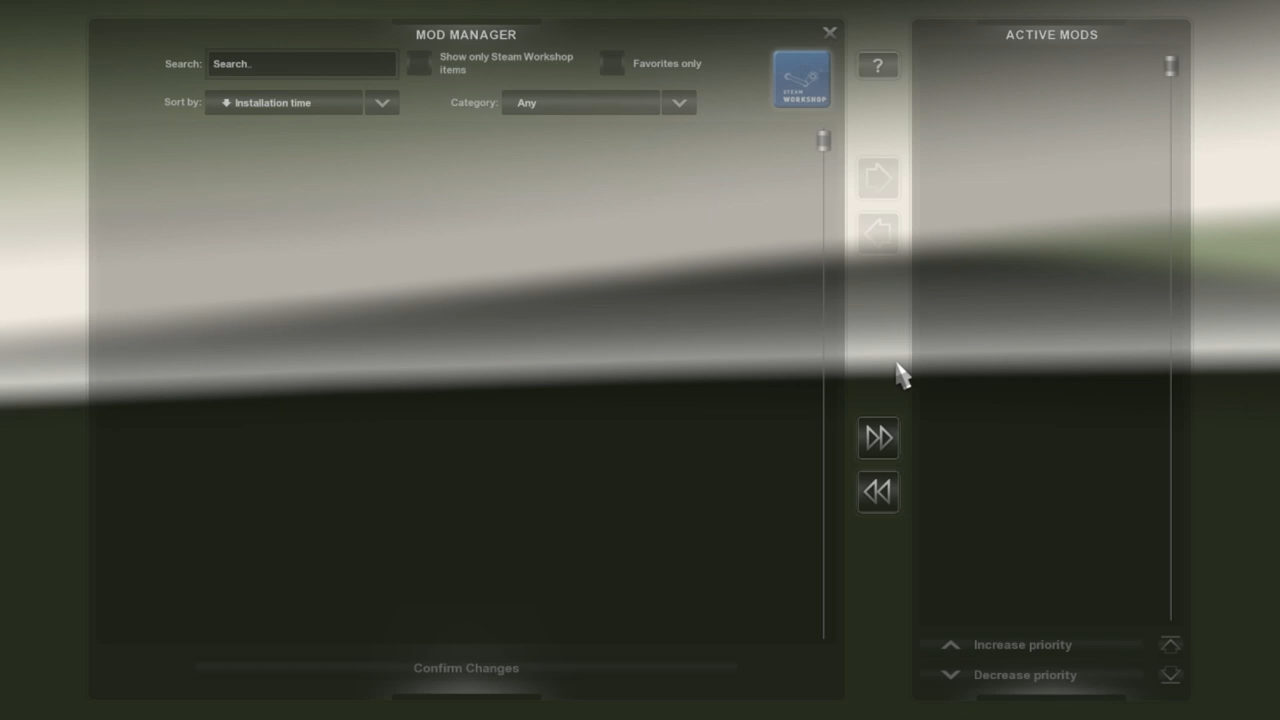 MOD MANAGER
Search:
Search..
Show only Steam Workshop
items
Favorites only
STEAM
WORKSHOP
Sort by:
Installation time
Category:
Any
?
ACTIVE MODS
Confirm Changes
Increase priority
Decrease priority